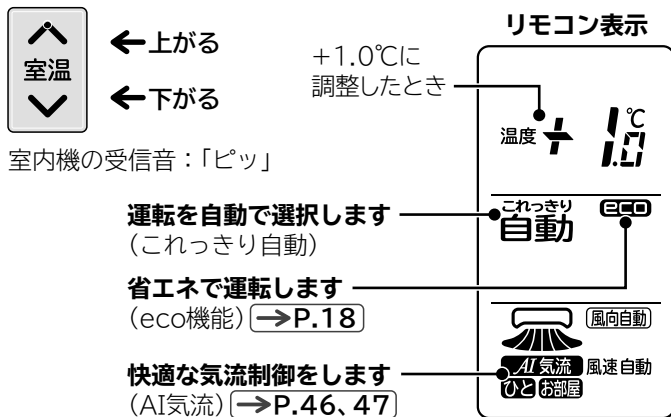 リモコン表示
室温
←上がる
←下がる
+1.0℃に
調整したとき
温度 + 1.0℃
室内機の受信音：「ピッ」
運転を自動で選択します
（これっきり自動）
これっきり
自動
eco
省エネで運転します
（eco機能）→P.18
風向自動
快適な気流制御をします
（AI気流）→P.46、47
AI気流 風速自動
ひと お部屋